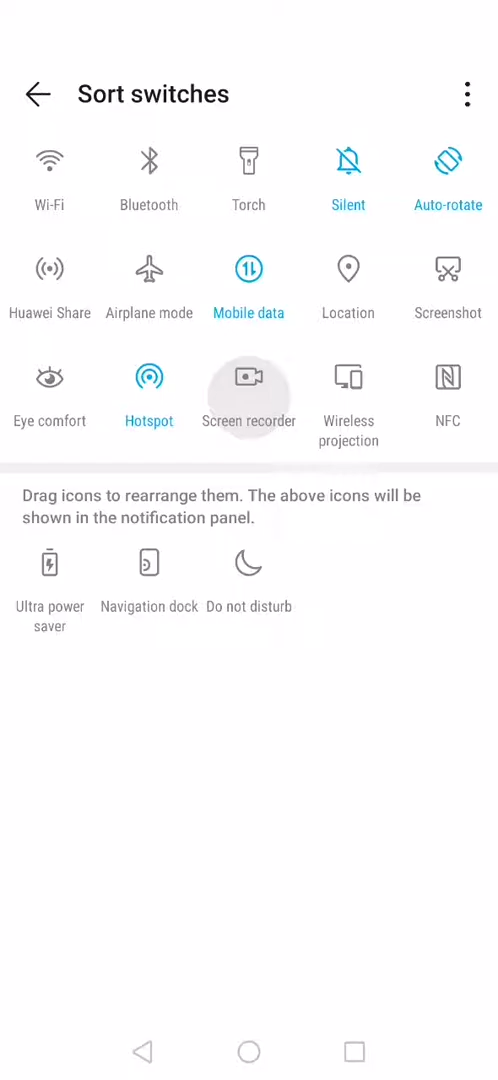 Sort switches
Wi-Fi Bluetooth Torch Silent Auto-rotate
Huawei Share Airplane mode Mobile data Location Screenshot
Eye comfort Hotspot Screen recorder Wireless NFC
projection
Drag icons to rearrange them. The above icons will be
shown in the notification panel.
Ultra power Navigation dock Do not disturb
saver